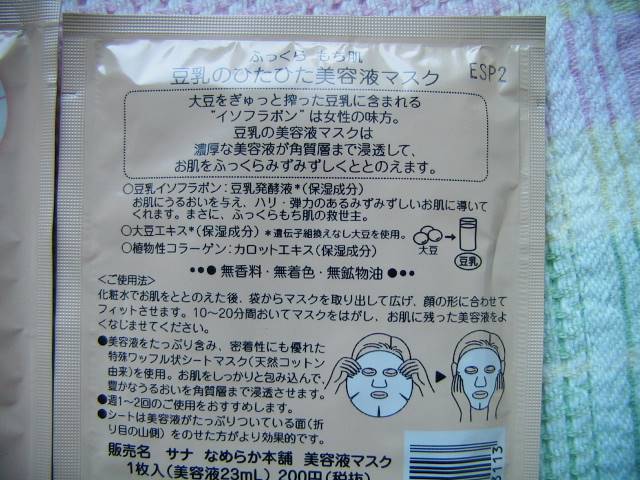 ふっくら もち肌
豆乳のひたひた美容液マスク
ESP2
大豆をぎゅっと搾った豆乳に含まれる
“イソフラボン”は女性の味方。
豆乳の美容液マスクは
濃厚な美容液が角質層まで浸透して、
お肌をふっくらみずみずしくととのえます。
○豆乳イソフラボン：豆乳発酵液*(保湿成分)
お肌にうるおいを与え、ハリ・弾力のあるみずみずしいお肌に導いて
くれます。まさに、ふっくらもち肌の救世主。
○大豆エキス*(保湿成分) *遺伝子組換えなし大豆を使用。
○植物性コラーゲン：カロットエキス(保湿成分)
大豆
豆乳
●●● 無香料・無着色・無鉱物油 ●●●
＜ご使用法＞
化粧水でお肌をととのえた後、袋からマスクを取り出して広げ、顔の形に合わせて
フィットさせます。10〜20分間おいてマスクをはがし、お肌に残った美容液をよ
くなじませてください。
●美容液をたっぷり含み、密着性にも優れた
特殊ワッフル状シートマスク(天然コットン
由来)を使用。お肌をしっかりと包み込んで、
豊かなうるおいを角質層まで浸透させます。
●週1〜2回のご使用をおすすめします。
●シートは美容液がたっぷりついている面(折
り目の山側)をのせた方がより効果的です。
販売名 サナ なめらか本舗 美容液マスク
1枚入(美容液23mL) 200円(税抜)
3113